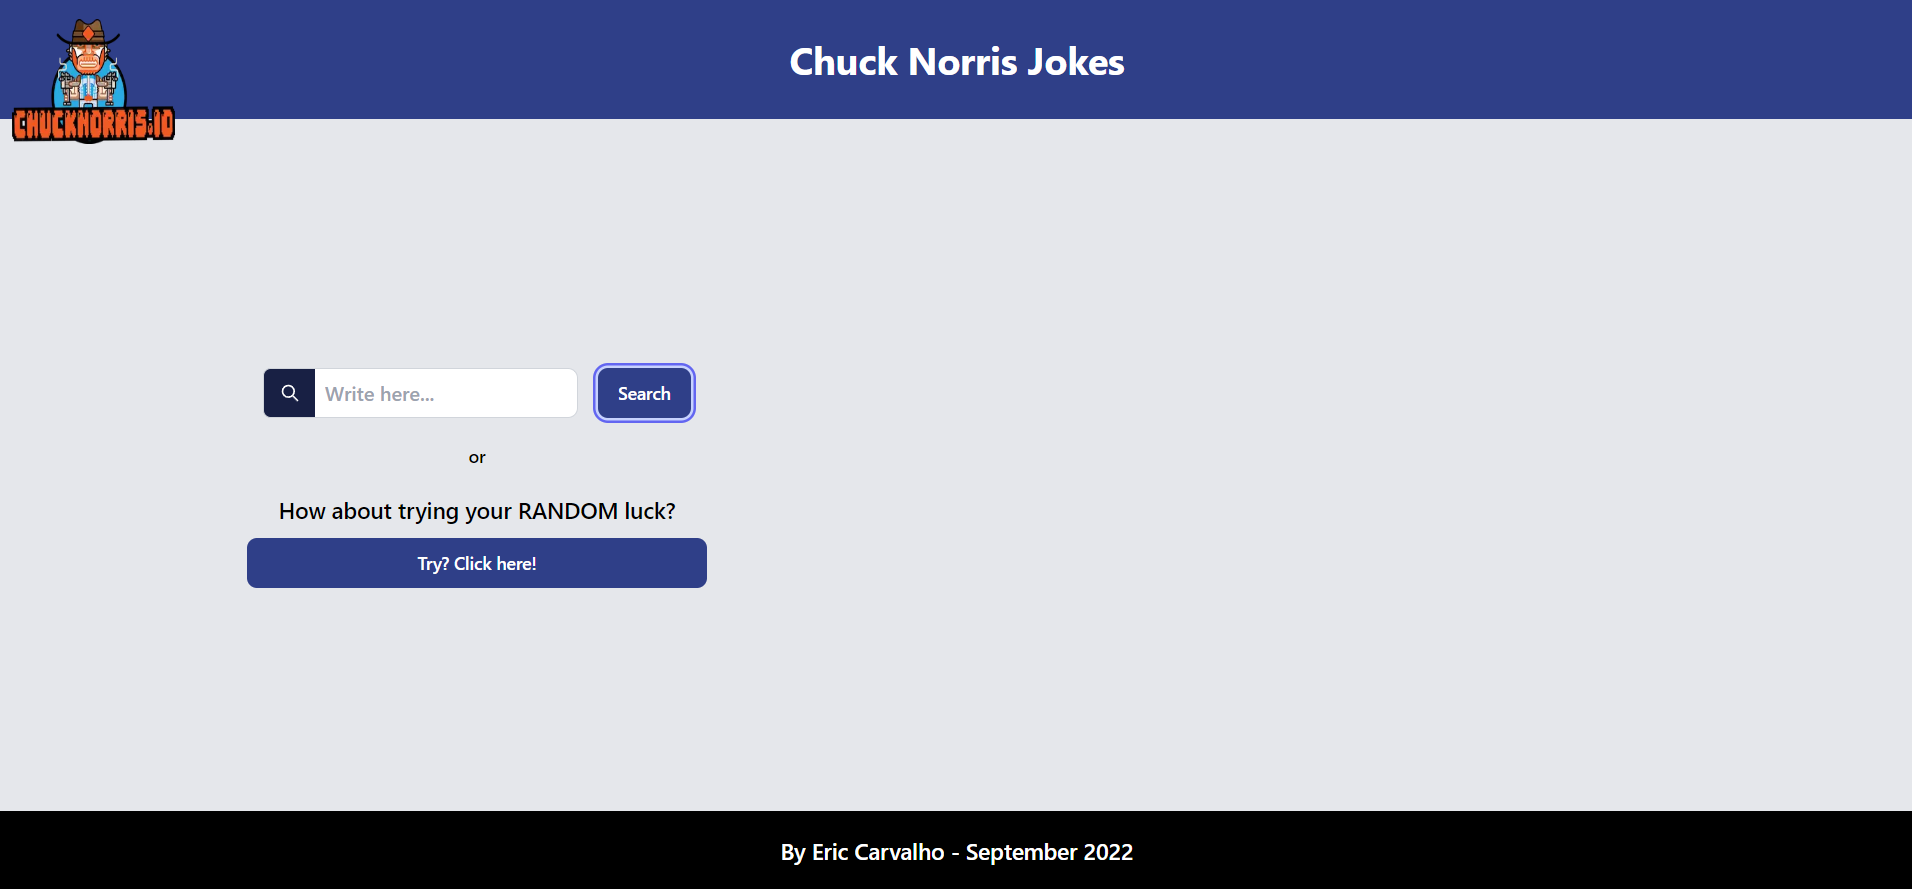 CHUCKNORRIS.IO
Chuck Norris Jokes
Write here...
Search
or
How about trying your RANDOM luck?
Try? Click here!
By Eric Carvalho - September 2022